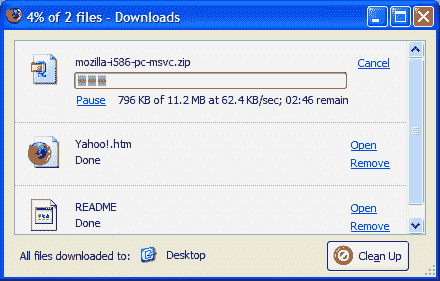 4% of 2 files - Downloads
mozilla-i586-pc-msvc.zip
Cancel
Pause 796 KB of 11.2 MB at 62.4 KB/sec; 02:46 remain
Yahoo!.htm
Open
Done
Remove
README
Open
Done
Remove
All files downloaded to: Desktop
Clean Up